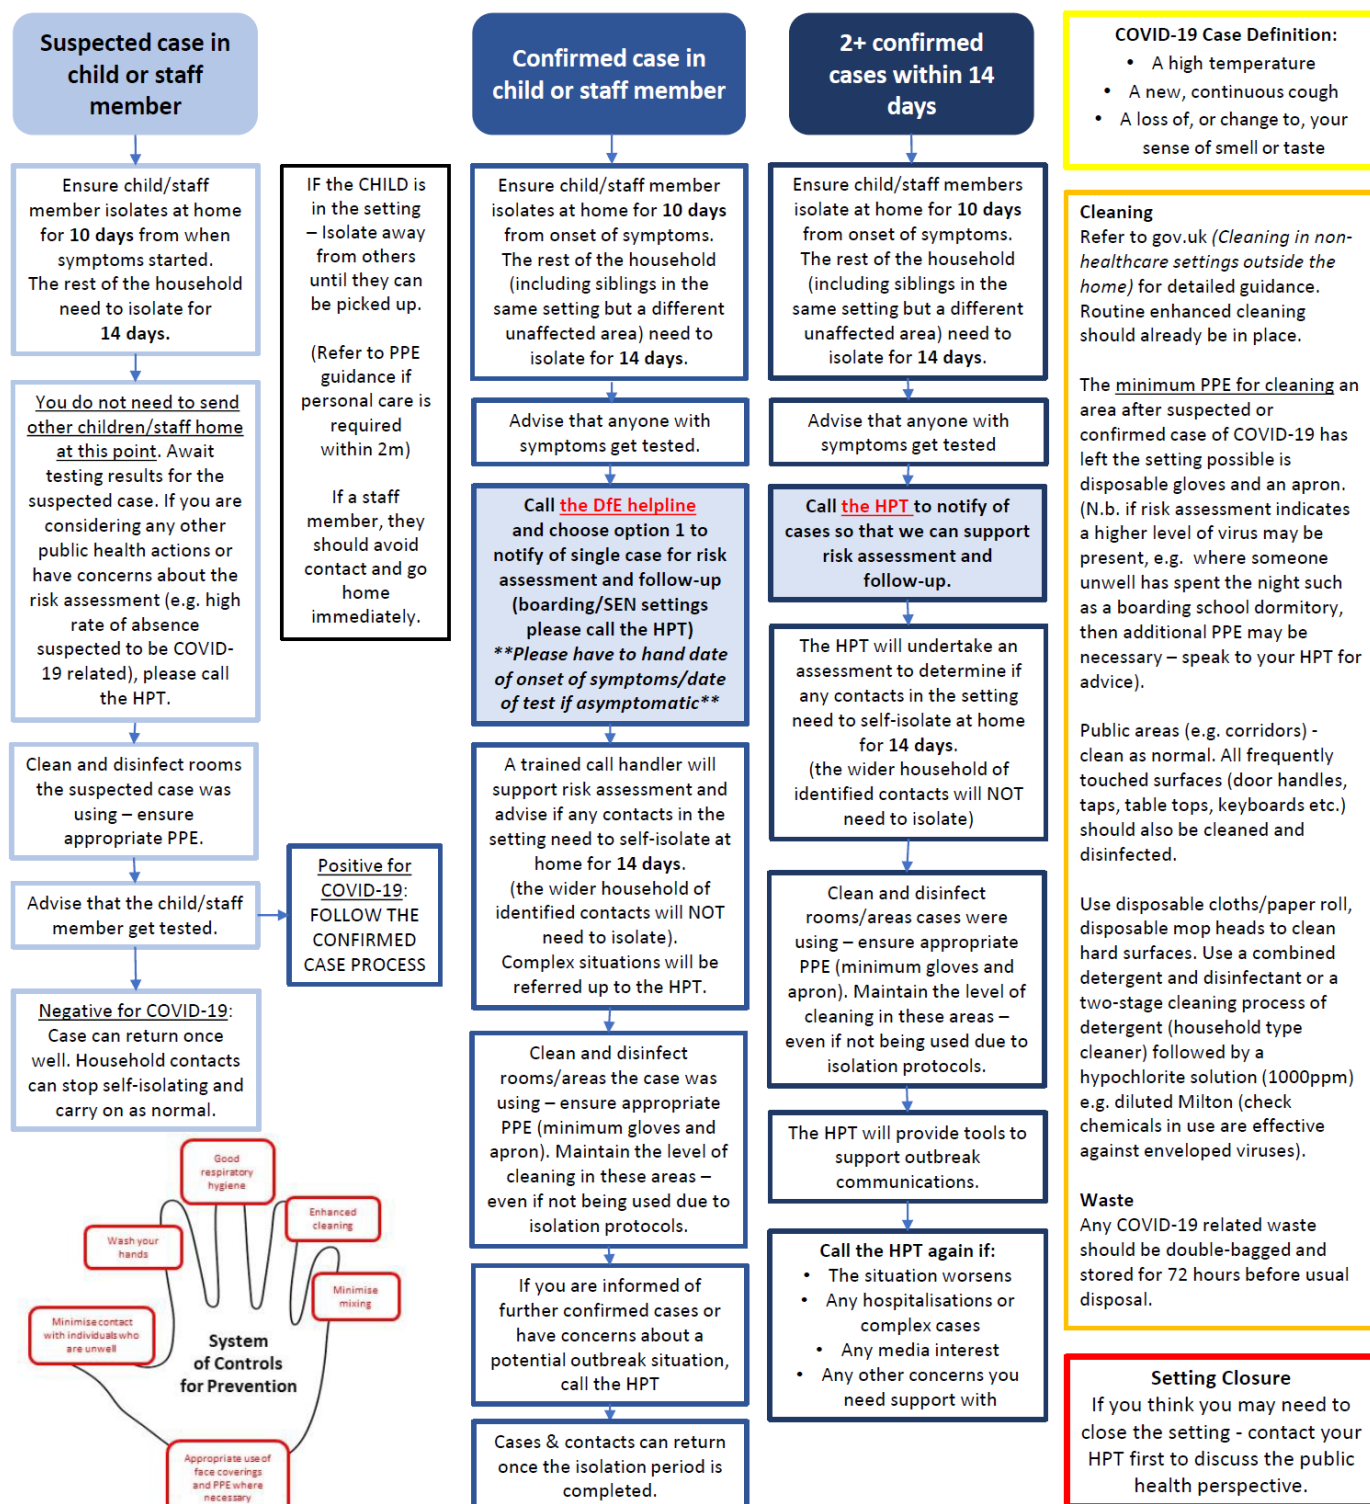 Suspected case in
child or staff
member
Ensure child/staff
member isolates at home
for 10 days from when
symptoms started.
The rest of the household
need to isolate for
14 days.
You do not need to send
other children/staff home
at this point. Await
testing results for the
suspected case. If you are
considering any other
public health actions or
have concerns about the
risk assessment (e.g. high
rate of absence
suspected to be COVID-
19 related), please call
the HPT.
Clean and disinfect rooms
the suspected case was
using – ensure
appropriate PPE.
Advise that the child/staff
member get tested.
Negative for COVID-19:
Case can return once
well. Household contacts
can stop self-isolating and
carry on as normal.
IF the CHILD is
in the setting
– Isolate away
from others
until they can
be picked up.
(Refer to PPE
guidance if
personal care is
required
within 2m)
If a staff
member, they
should avoid
contact and go
home
immediately.
Positive for
COVID-19:
FOLLOW THE
CONFIRMED
CASE PROCESS
Good
respiratory
hygiene
Enhanced
cleaning
Wash your
hands
Minimise
mixing
Minimise contact
with individuals who
are unwell
System
of Controls
for Prevention
Appropriate use of
face coverings
and PPE where
necessary
Confirmed case in
child or staff member
Ensure child/staff member
isolates at home for 10 days
from onset of symptoms.
The rest of the household
(including siblings in the
same setting but a different
unaffected area) need to
isolate for 14 days.
Advise that anyone with
symptoms get tested.
Call the DfE helpline
and choose option 1 to
notify of single case for risk
assessment and follow-up
(boarding/SEN settings
please call the HPT)
**Please have to hand date
of onset of symptoms/date
of test if asymptomatic**
A trained call handler will
support risk assessment and
advise if any contacts in the
setting need to self-isolate at
home for 14 days.
(the wider household of
identified contacts will NOT
need to isolate).
Complex situations will be
referred up to the HPT.
Clean and disinfect
rooms/areas the case was
using – ensure appropriate
PPE (minimum gloves and
apron). Maintain the level of
cleaning in these areas –
even if not being used due to
isolation protocols.
If you are informed of
further confirmed cases or
have concerns about a
potential outbreak situation,
call the HPT
Cases & contacts can return
once the isolation period is
completed.
2+ confirmed
cases within 14
days
Ensure child/staff members
isolate at home for 10 days
from onset of symptoms.
The rest of the household
(including siblings in the
same setting but a different
unaffected area) need to
isolate for 14 days.
Advise that anyone with
symptoms get tested
Call the HPT to notify of
cases so that we can support
risk assessment and
follow-up.
The HPT will undertake an
assessment to determine if
any contacts in the setting
need to self-isolate at home
for 14 days.
(the wider household of
identified contacts will NOT
need to isolate)
Clean and disinfect
rooms/areas cases were
using – ensure appropriate
PPE (minimum gloves and
apron). Maintain the level of
cleaning in these areas –
even if not being used due to
isolation protocols.
The HPT will provide tools to
support outbreak
communications.
Call the HPT again if:
• The situation worsens
• Any hospitalisations or
complex cases
• Any media interest
• Any other concerns you
need support with
COVID-19 Case Definition:
• A high temperature
• A new, continuous cough
• A loss of, or change to, your
sense of smell or taste
Cleaning
Refer to gov.uk (Cleaning in non-
healthcare settings outside the
home) for detailed guidance.
Routine enhanced cleaning
should already be in place.
The minimum PPE for cleaning an
area after suspected or
confirmed case of COVID-19 has
left the setting possible is
disposable gloves and an apron.
(N.b. if risk assessment indicates
a higher level of virus may be
present, e.g. where someone
unwell has spent the night such
as a boarding school dormitory,
then additional PPE may be
necessary – speak to your HPT for
advice).
Public areas (e.g. corridors) -
clean as normal. All frequently
touched surfaces (door handles,
taps, table tops, keyboards etc.)
should also be cleaned and
disinfected.
Use disposable cloths/paper roll,
disposable mop heads to clean
hard surfaces. Use a combined
detergent and disinfectant or a
two-stage cleaning process of
detergent (household type
cleaner) followed by a
hypochlorite solution (1000ppm)
e.g. diluted Milton (check
chemicals in use are effective
against enveloped viruses).
Waste
Any COVID-19 related waste
should be double-bagged and
stored for 72 hours before usual
disposal.
Setting Closure
If you think you may need to
close the setting - contact your
HPT first to discuss the public
health perspective.